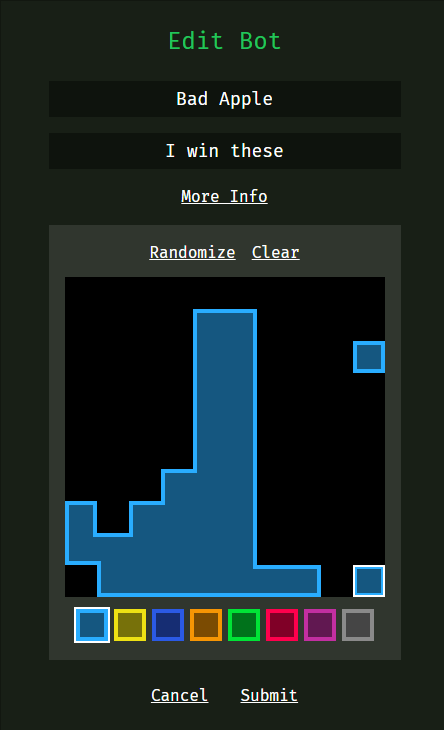 Edit Bot
Bad Apple
I win these
More Info
Randomize Clear
Cancel Submit